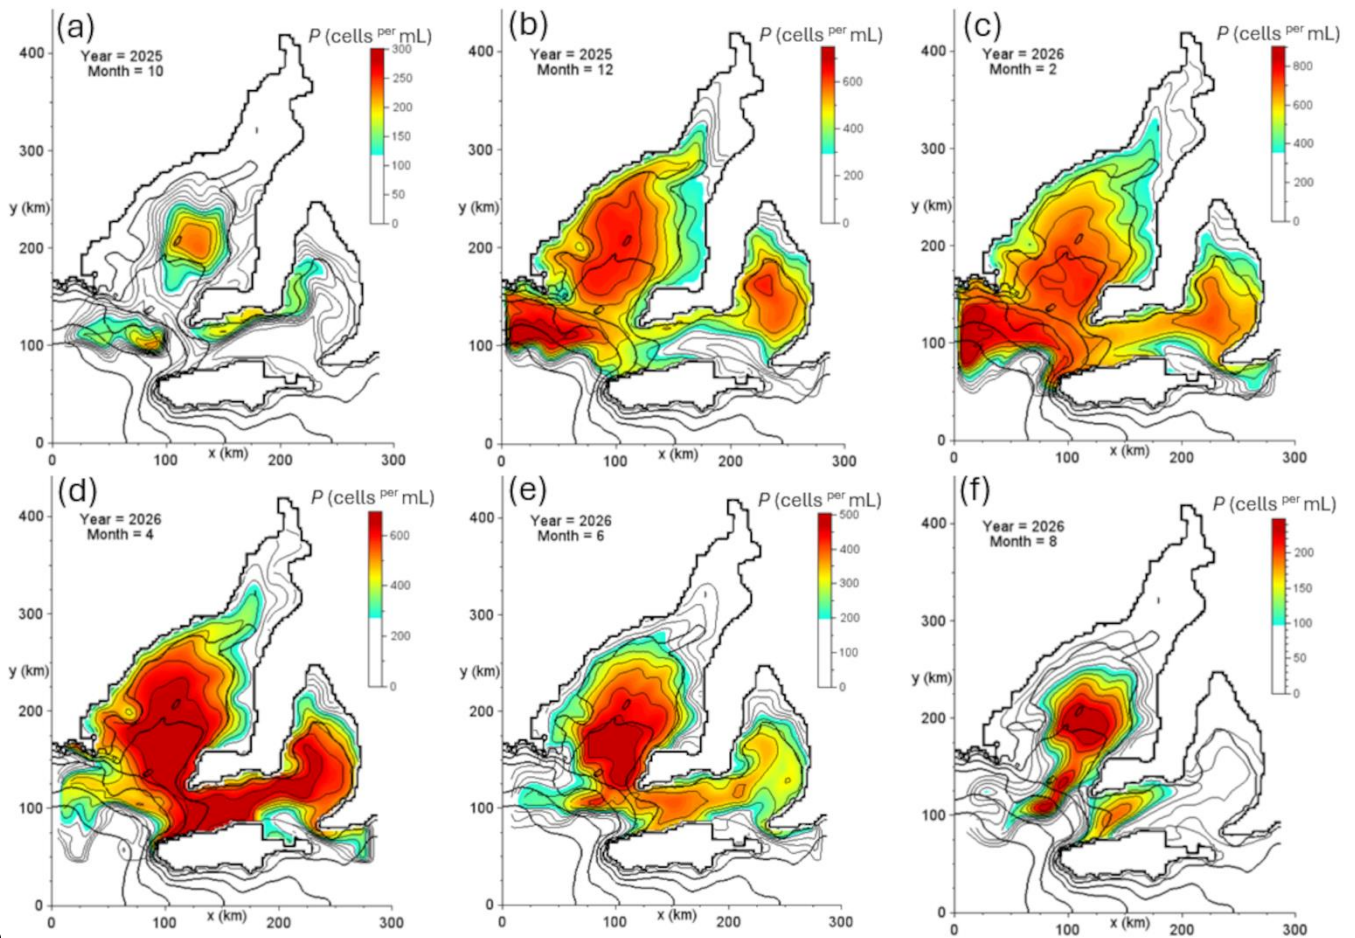 (a)
P (cells per mL)
Year = 2025
Month = 10
300
250
200
150
100
50
0
400
300
y (km)
200
100
0
0
100
x (km)
200
300
(b)
P (cells per mL)
Year = 2025
Month = 12
600
400
200
0
400
300
y (km)
200
100
0
0
100
x (km)
200
300
(c)
P (cells per mL)
Year = 2026
Month = 2
800
600
400
200
0
400
300
y (km)
200
100
0
0
100
x (km)
200
300
(d)
P (cells per mL)
Year = 2026
Month = 4
600
400
200
0
400
300
y (km)
200
100
0
0
100
x (km)
200
300
(e)
P (cells per mL)
Year = 2026
Month = 6
500
400
300
200
100
0
400
300
y (km)
200
100
0
0
100
x (km)
200
300
(f)
P (cells per mL)
Year = 2026
Month = 8
200
150
100
50
0
400
300
y (km)
200
100
0
0
100
x (km)
200
300